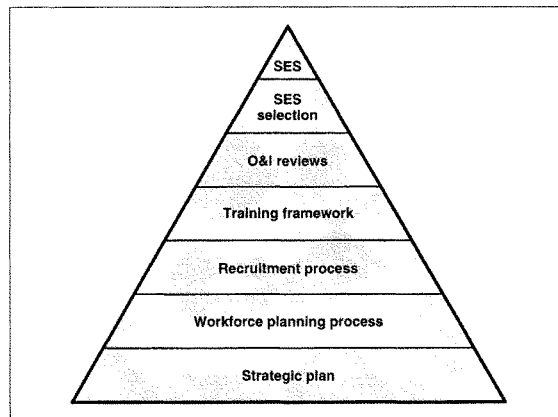 SES
SES
selection
O&I reviews
Training framework
Recruitment process
Workforce planning process
Strategic plan